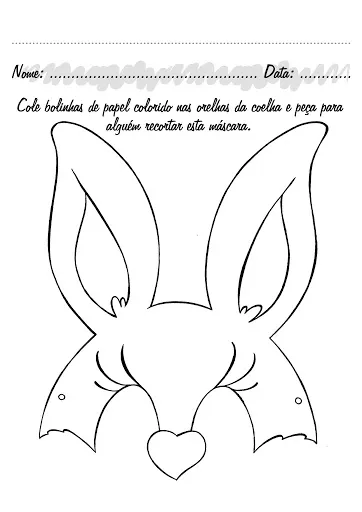 Nome: ................................................. Data: ............
Cole bolinhas de papel colorido nas orelhas da coelha e peça para
alguém recortar esta máscara.